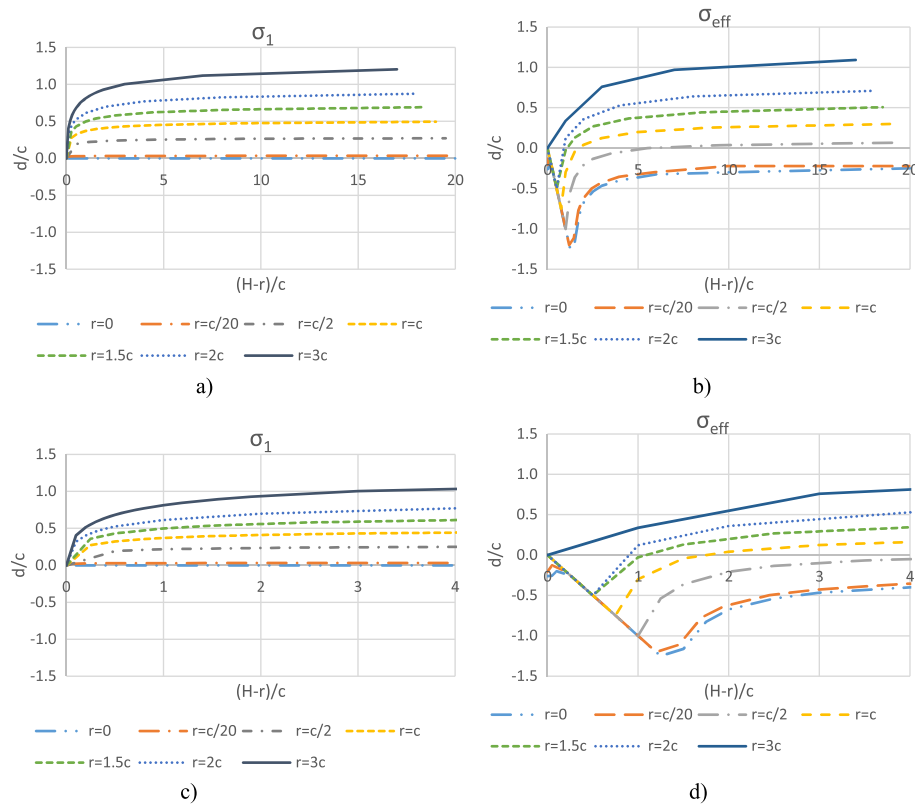 σ1
1.5
1.0
0.5
0.0
-0.5
-1.0
-1.5
d/c
0 5 10 15 20
(H-r)/c
r=0 r=c/20 r=c/2 r=c
r=1.5c r=2c r=3c
a)
σeff
1.5
1.0
0.5
0.0
-0.5
-1.0
-1.5
d/c
0 5 10 15 20
(H-r)/c
r=0 r=c/20 r=c/2 r=c
r=1.5c r=2c r=3c
b)
σ1
1.5
1.0
0.5
0.0
-0.5
-1.0
-1.5
d/c
0 1 2 3 4
(H-r)/c
r=0 r=c/20 r=c/2 r=c
r=1.5c r=2c r=3c
c)
σeff
1.5
1.0
0.5
0.0
-0.5
-1.0
-1.5
d/c
0 1 2 3 4
(H-r)/c
r=0 r=c/20 r=c/2 r=c
r=1.5c r=2c r=3c
d)